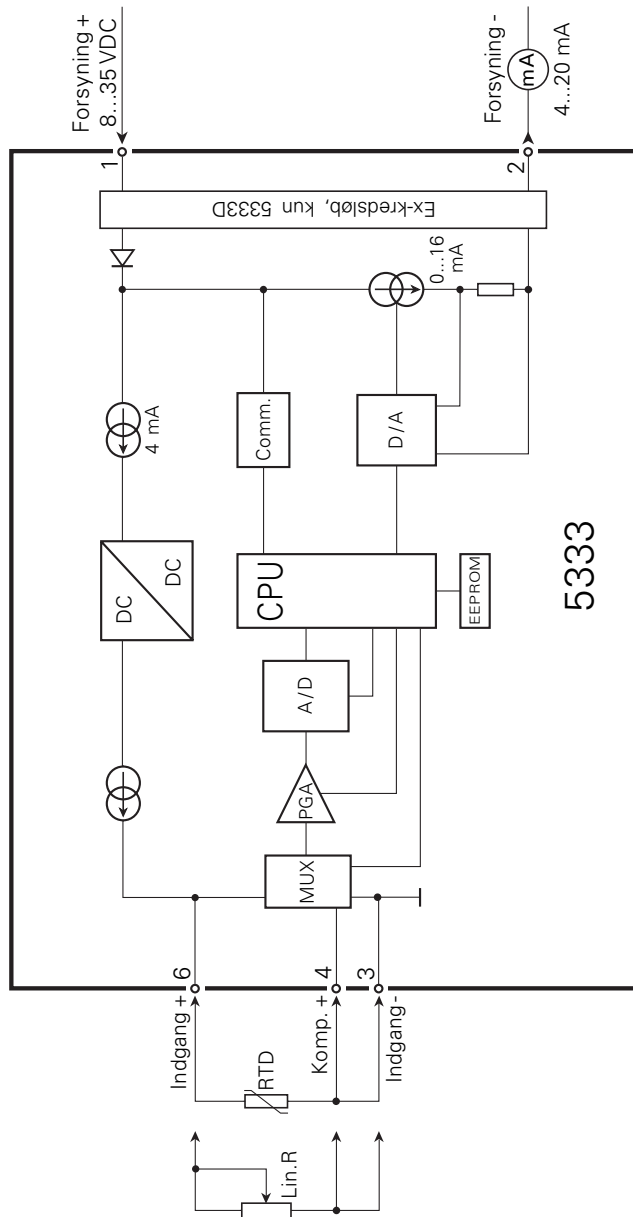 Forsyning +
8...35 VDC
Forsyning -
mA
4...20 mA
1
2
Ex-kredsløb, kun 5333D
0...16
mA
4 mA
Comm.
D/A
DC
DC
CPU
EEPROM
5333
A/D
PGA
MUX
6
4
3
Indgang +
Komp. +
Indgang-
RTD
Lin.R